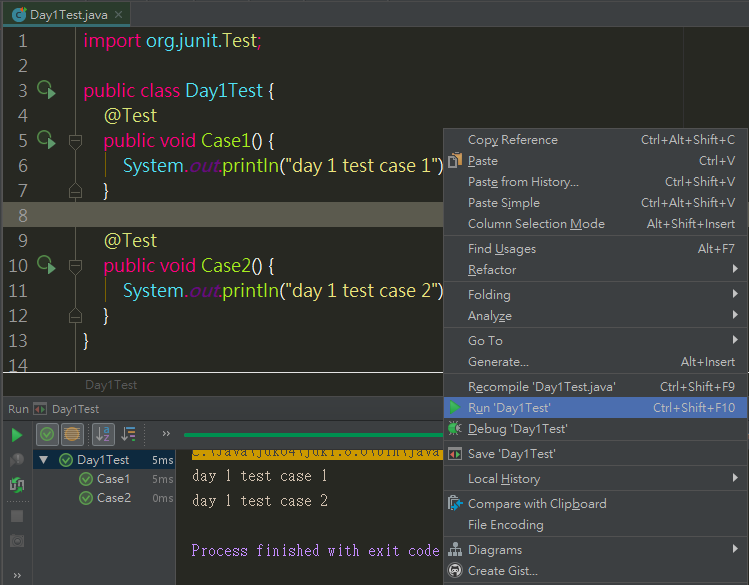 Day1Test.java
1 import org.junit.Test;
2
3 public class Day1Test {
4 @Test
5 public void Case1() {
6 System.out.println("day 1 test case 1")
7 }
8
9 @Test
10 public void Case2() {
11 System.out.println("day 1 test case 2")
12 }
13 }
14
Day1Test
Copy Reference Ctrl+Alt+Shift+C
Paste Ctrl+V
Paste from History... Ctrl+Shift+V
Paste Simple Ctrl+Alt+Shift+V
Column Selection Mode Alt+Shift+Insert
Find Usages Alt+F7
Refactor
Folding
Analyze
Go To
Generate... Alt+Insert
Recompile 'Day1Test.java' Ctrl+Shift+F9
Run 'Day1Test' Ctrl+Shift+F10
Debug 'Day1Test'
Save 'Day1Test'
Local History
Compare with Clipboard
File Encoding
Diagrams
Create Gist...
Run Day1Test
Day1Test 5ms
Case1 5ms
Case2 0ms
day 1 test case 1
day 1 test case 2
Process finished with exit code